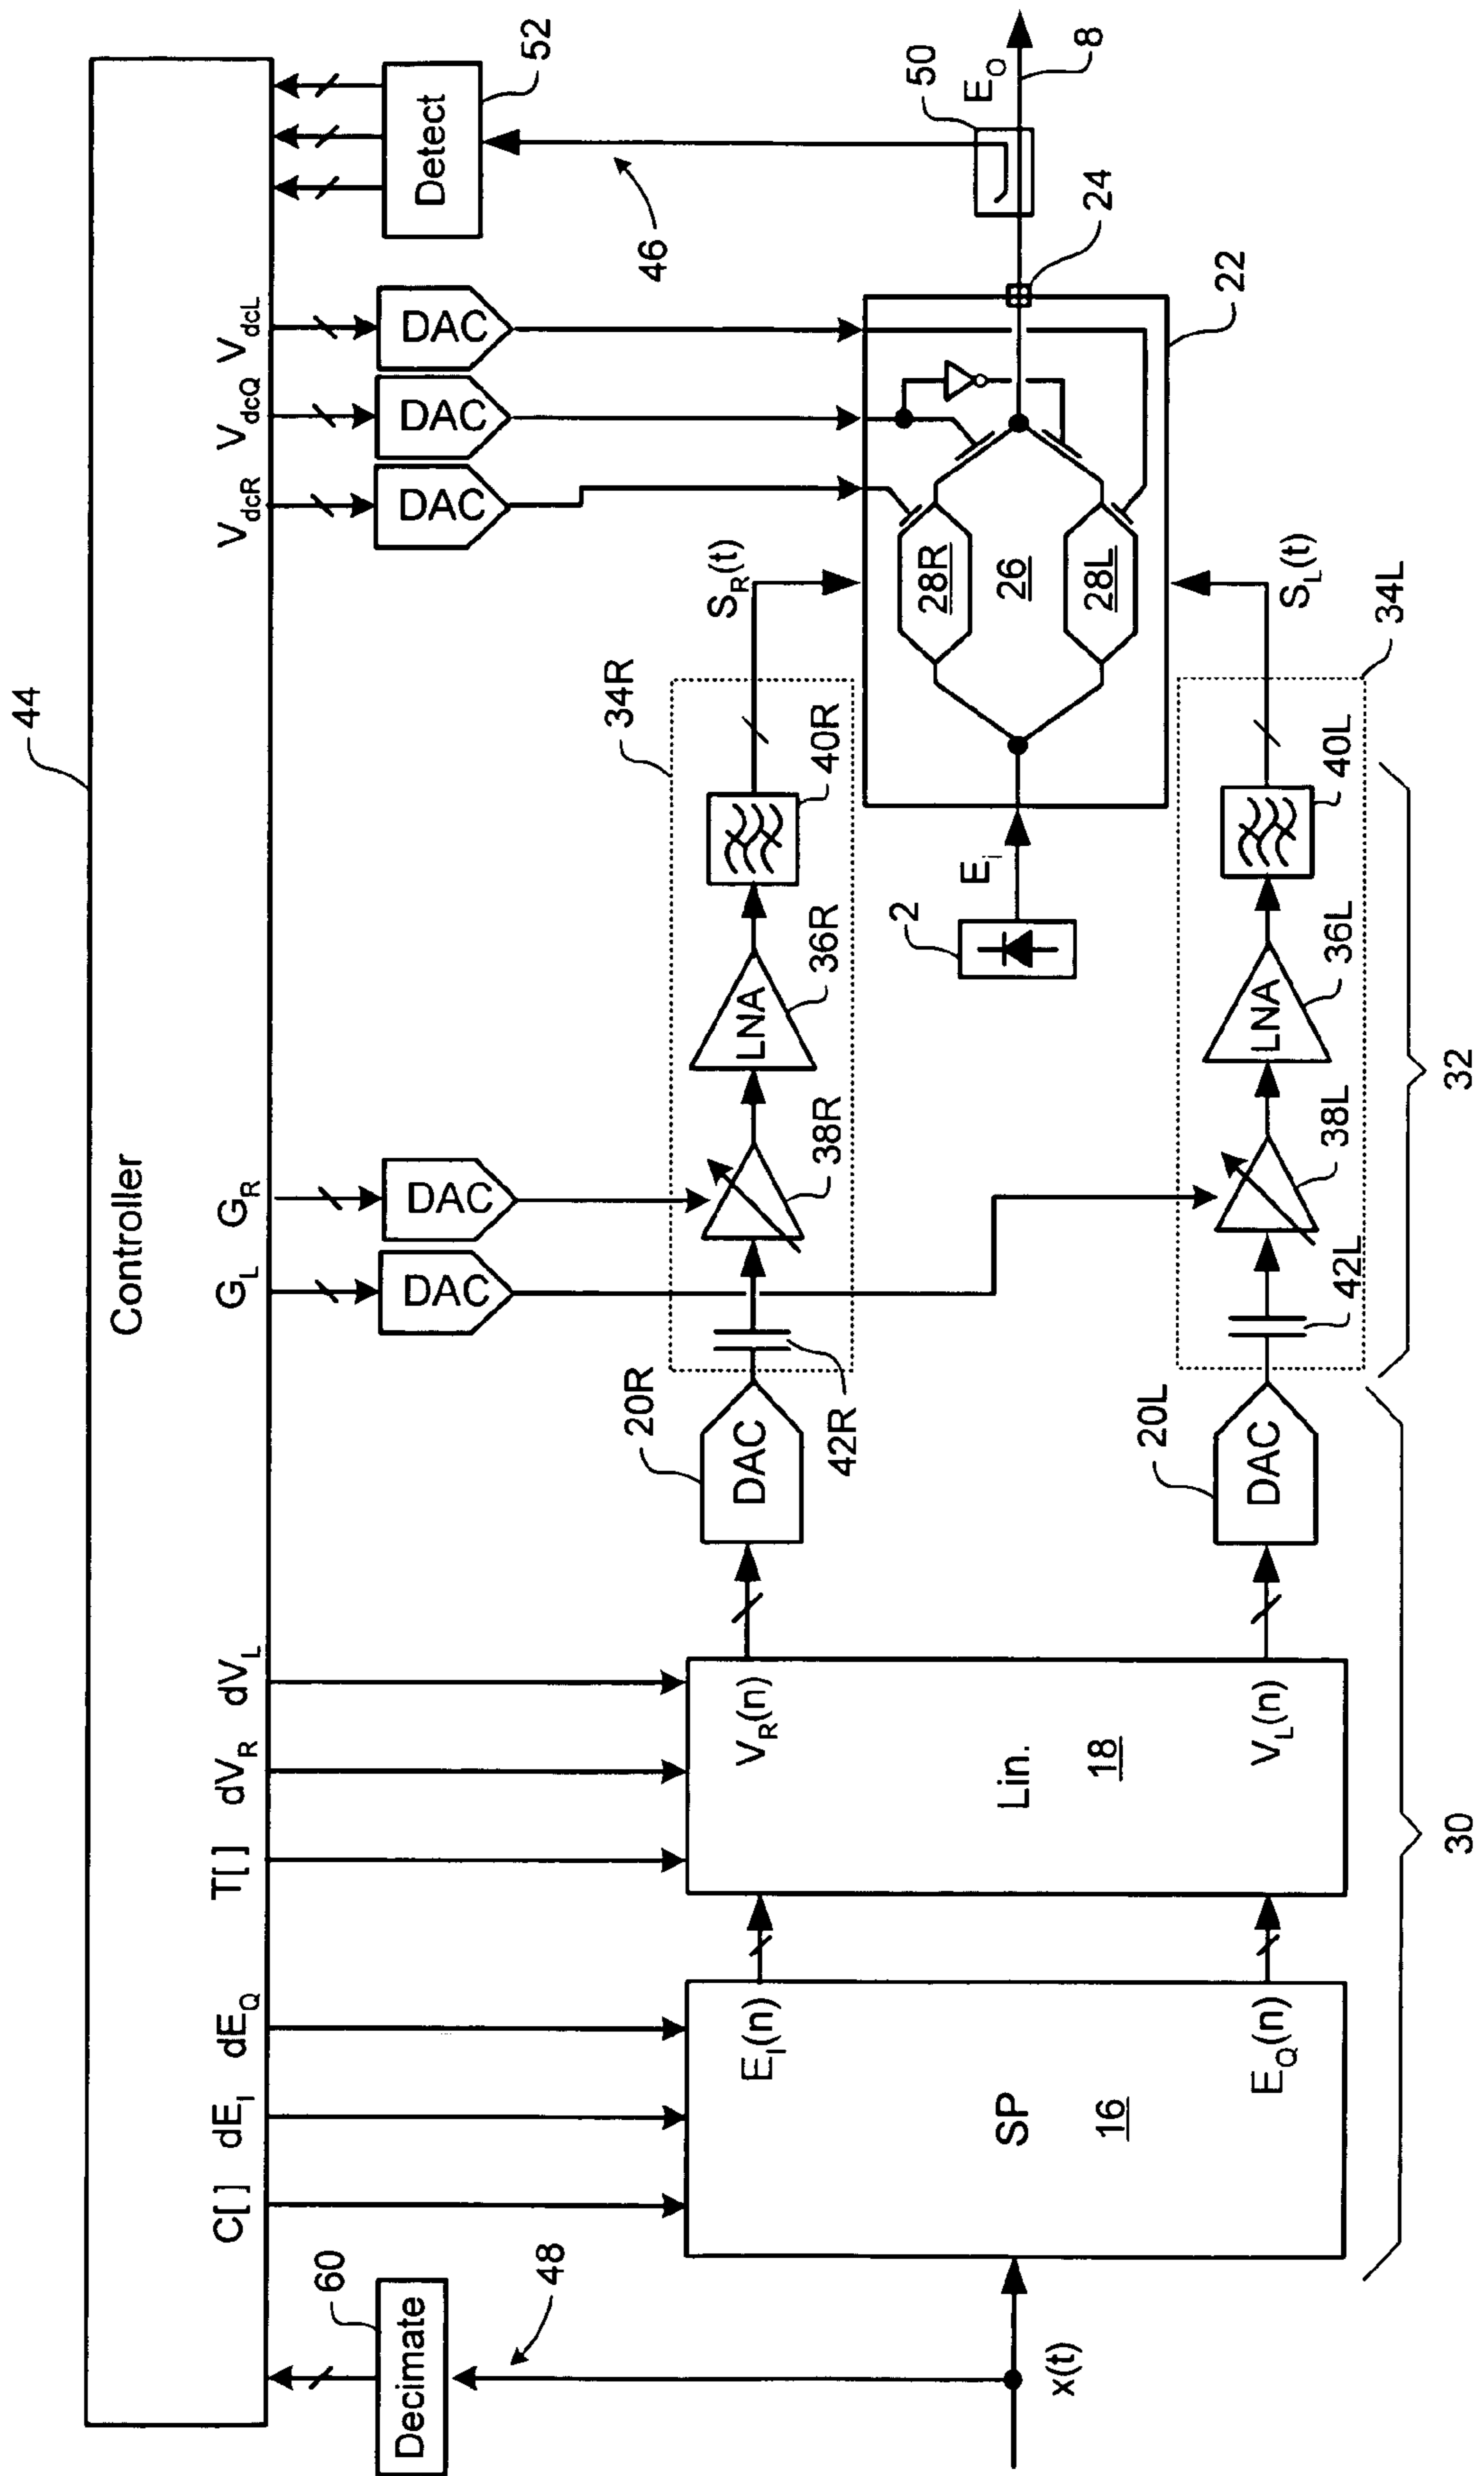 44
Controller
C[ ]
dE_I
dE_Q
T[ ]
dV_R
dV_L
G_L
G_R
V_dcR
V_dcQ
V_dcL
60
Decimate
48
DAC
DAC
DAC
DAC
DAC
Detect
52
46
20R
DAC
42R
34R
38R
LNA
36R
40R
S_R(t)
x(t)
SP
16
E_I(n)
E_Q(n)
Lin.
18
V_R(n)
V_L(n)
2
E_i
28R
26
28L
22
24
50
E_O
8
20L
DAC
42L
38L
LNA
36L
40L
34L
S_L(t)
30
32